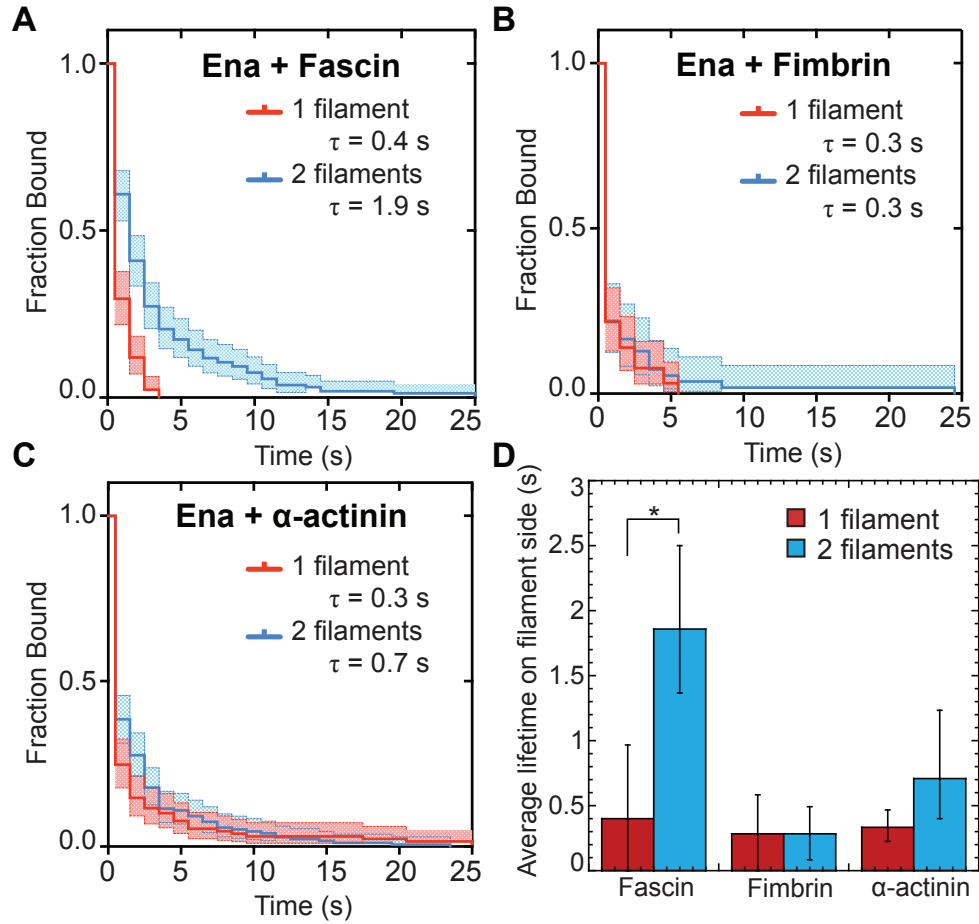 A
Ena + Fascin
1 filament
τ = 0.4 s
2 filaments
τ = 1.9 s
1.0
0.5
0.0
Fraction Bound
0 5 10 15 20 25
Time (s)
B
Ena + Fimbrin
1 filament
τ = 0.3 s
2 filaments
τ = 0.3 s
1.0
0.5
0.0
Fraction Bound
0 5 10 15 20 25
Time (s)
C
Ena + α-actinin
1 filament
τ = 0.3 s
2 filaments
τ = 0.7 s
1.0
0.5
0.0
Fraction Bound
0 5 10 15 20 25
Time (s)
D
Average lifetime on filament side (s)
3
2.5
2
1.5
1
0.5
0
*
1 filament
2 filaments
Fascin Fimbrin α-actinin